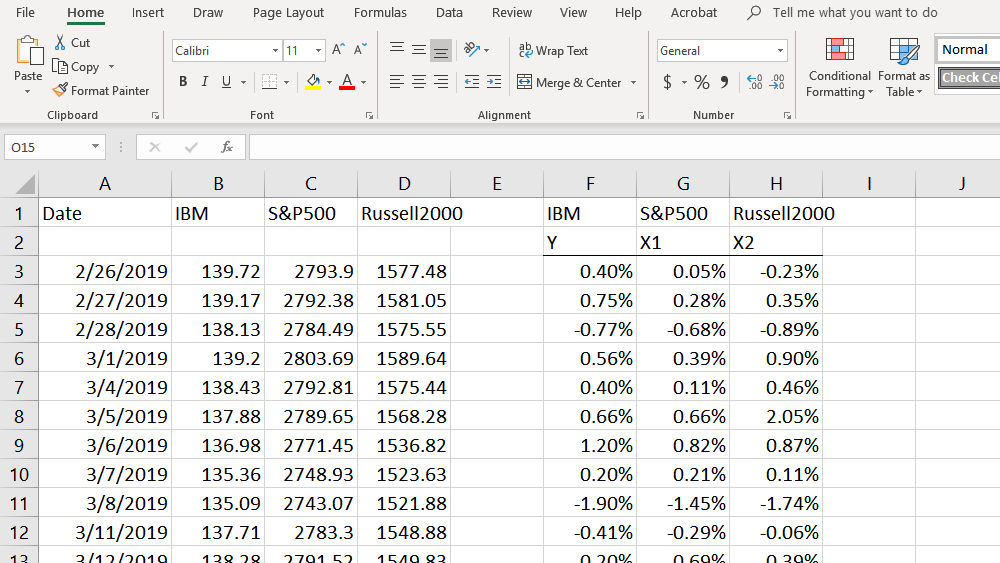 File Home Insert Draw Page Layout Formulas Data Review View Help Acrobat Tell me what you want to do
Paste Cut Copy Format Painter
Calibri 11 A A
B I U A
ab Wrap Text
Merge & Center
General
$ % , .00 .0 .00 .0
Conditional Formatting Format as Table
Normal
Check Cel
Clipboard Font Alignment Number
O15 fx
A B C D E F G H I J
1 Date IBM S&P500 Russell2000 IBM S&P500 Russell2000
2 Y X1 X2
3 2/26/2019 139.72 2793.9 1577.48 0.40% 0.05% -0.23%
4 2/27/2019 139.17 2792.38 1581.05 0.75% 0.28% 0.35%
5 2/28/2019 138.13 2784.49 1575.55 -0.77% -0.68% -0.89%
6 3/1/2019 139.2 2803.69 1589.64 0.56% 0.39% 0.90%
7 3/4/2019 138.43 2792.81 1575.44 0.40% 0.11% 0.46%
8 3/5/2019 137.88 2789.65 1568.28 0.66% 0.66% 2.05%
9 3/6/2019 136.98 2771.45 1536.82 1.20% 0.82% 0.87%
10 3/7/2019 135.36 2748.93 1523.63 0.20% 0.21% 0.11%
11 3/8/2019 135.09 2743.07 1521.88 -1.90% -1.45% -1.74%
12 3/11/2019 137.71 2783.3 1548.88 -0.41% -0.29% -0.06%
13 3/12/2019 138.28 2791.52 1549.83 0.20% 0.69% 0.39%